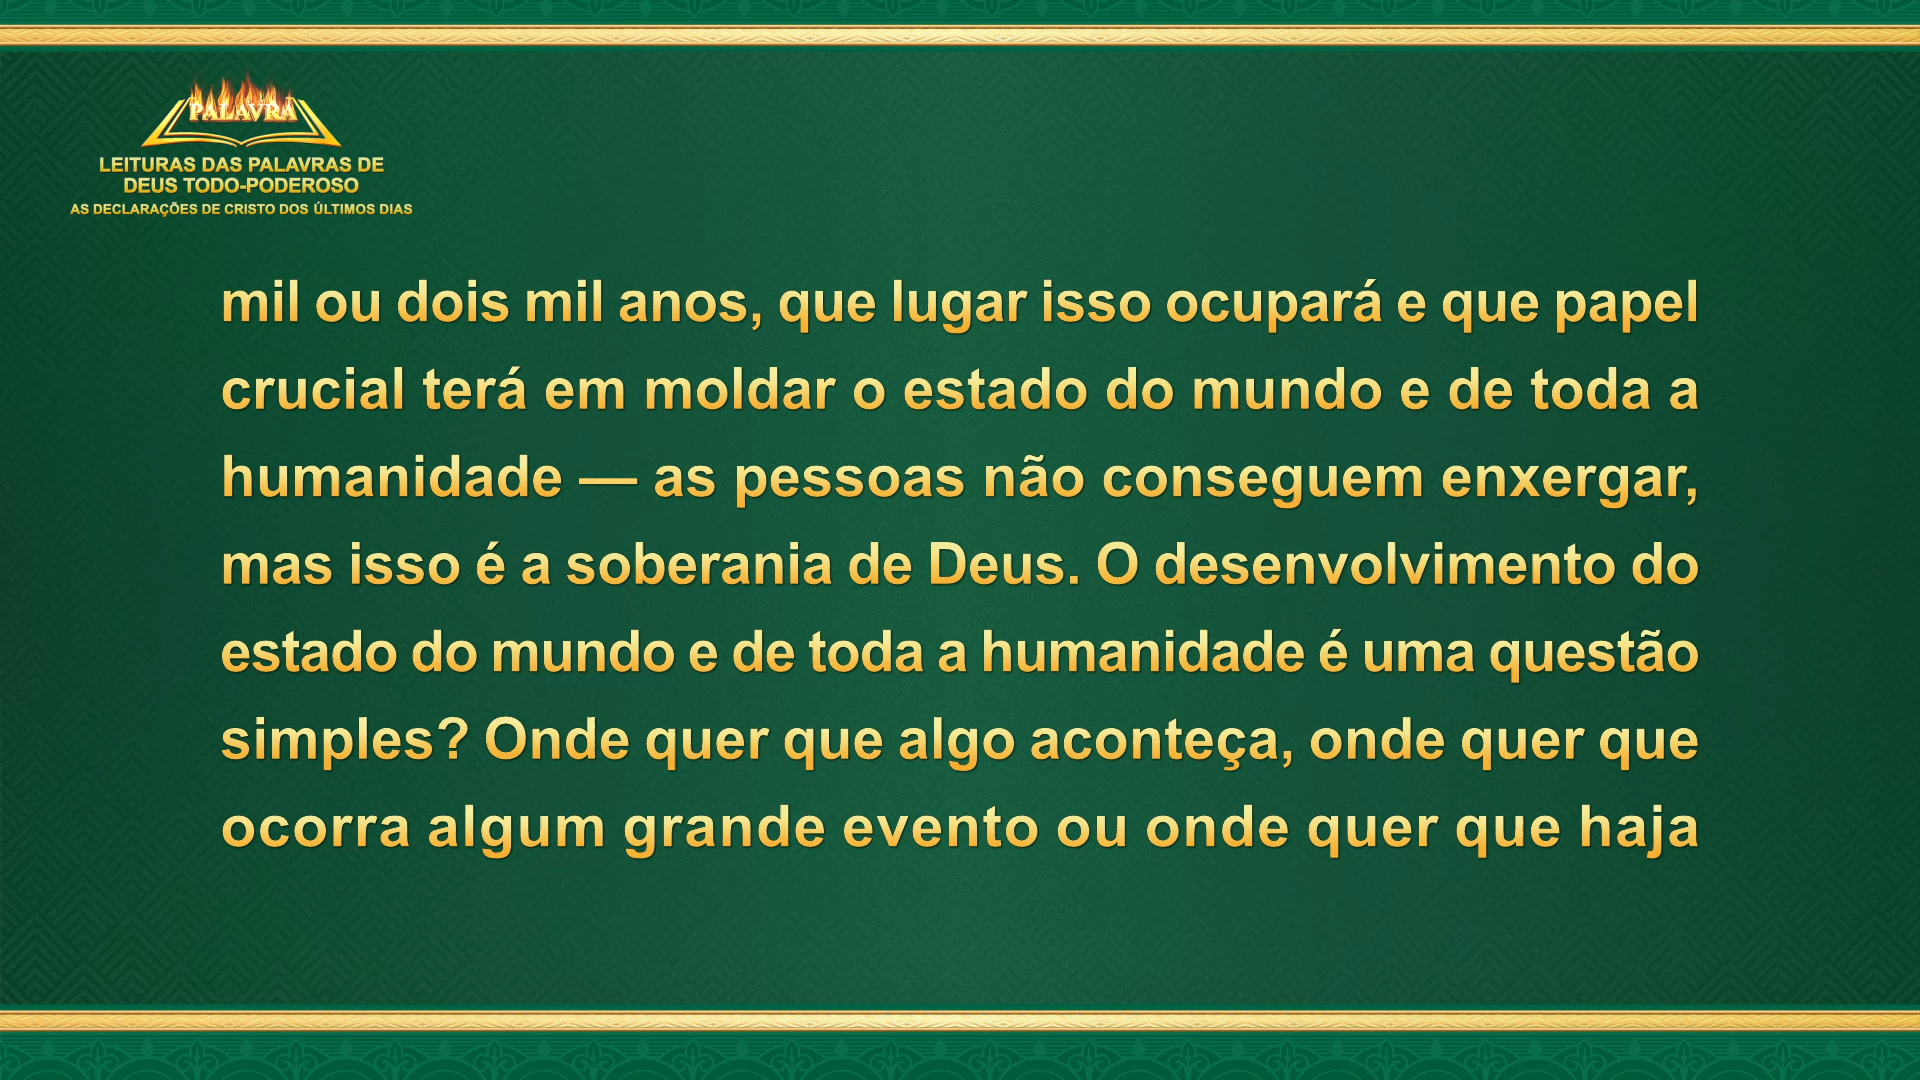 PALAVRA
LEITURAS DAS PALAVRAS DE
DEUS TODO-PODEROSO
AS DECLARAÇÕES DE CRISTO DOS ÚLTIMOS DIAS
mil ou dois mil anos, que lugar isso ocupará e que papel
crucial terá em moldar o estado do mundo e de toda a
humanidade — as pessoas não conseguem enxergar,
mas isso é a soberania de Deus. O desenvolvimento do
estado do mundo e de toda a humanidade é uma questão
simples? Onde quer que algo aconteça, onde quer que
ocorra algum grande evento ou onde quer que haja